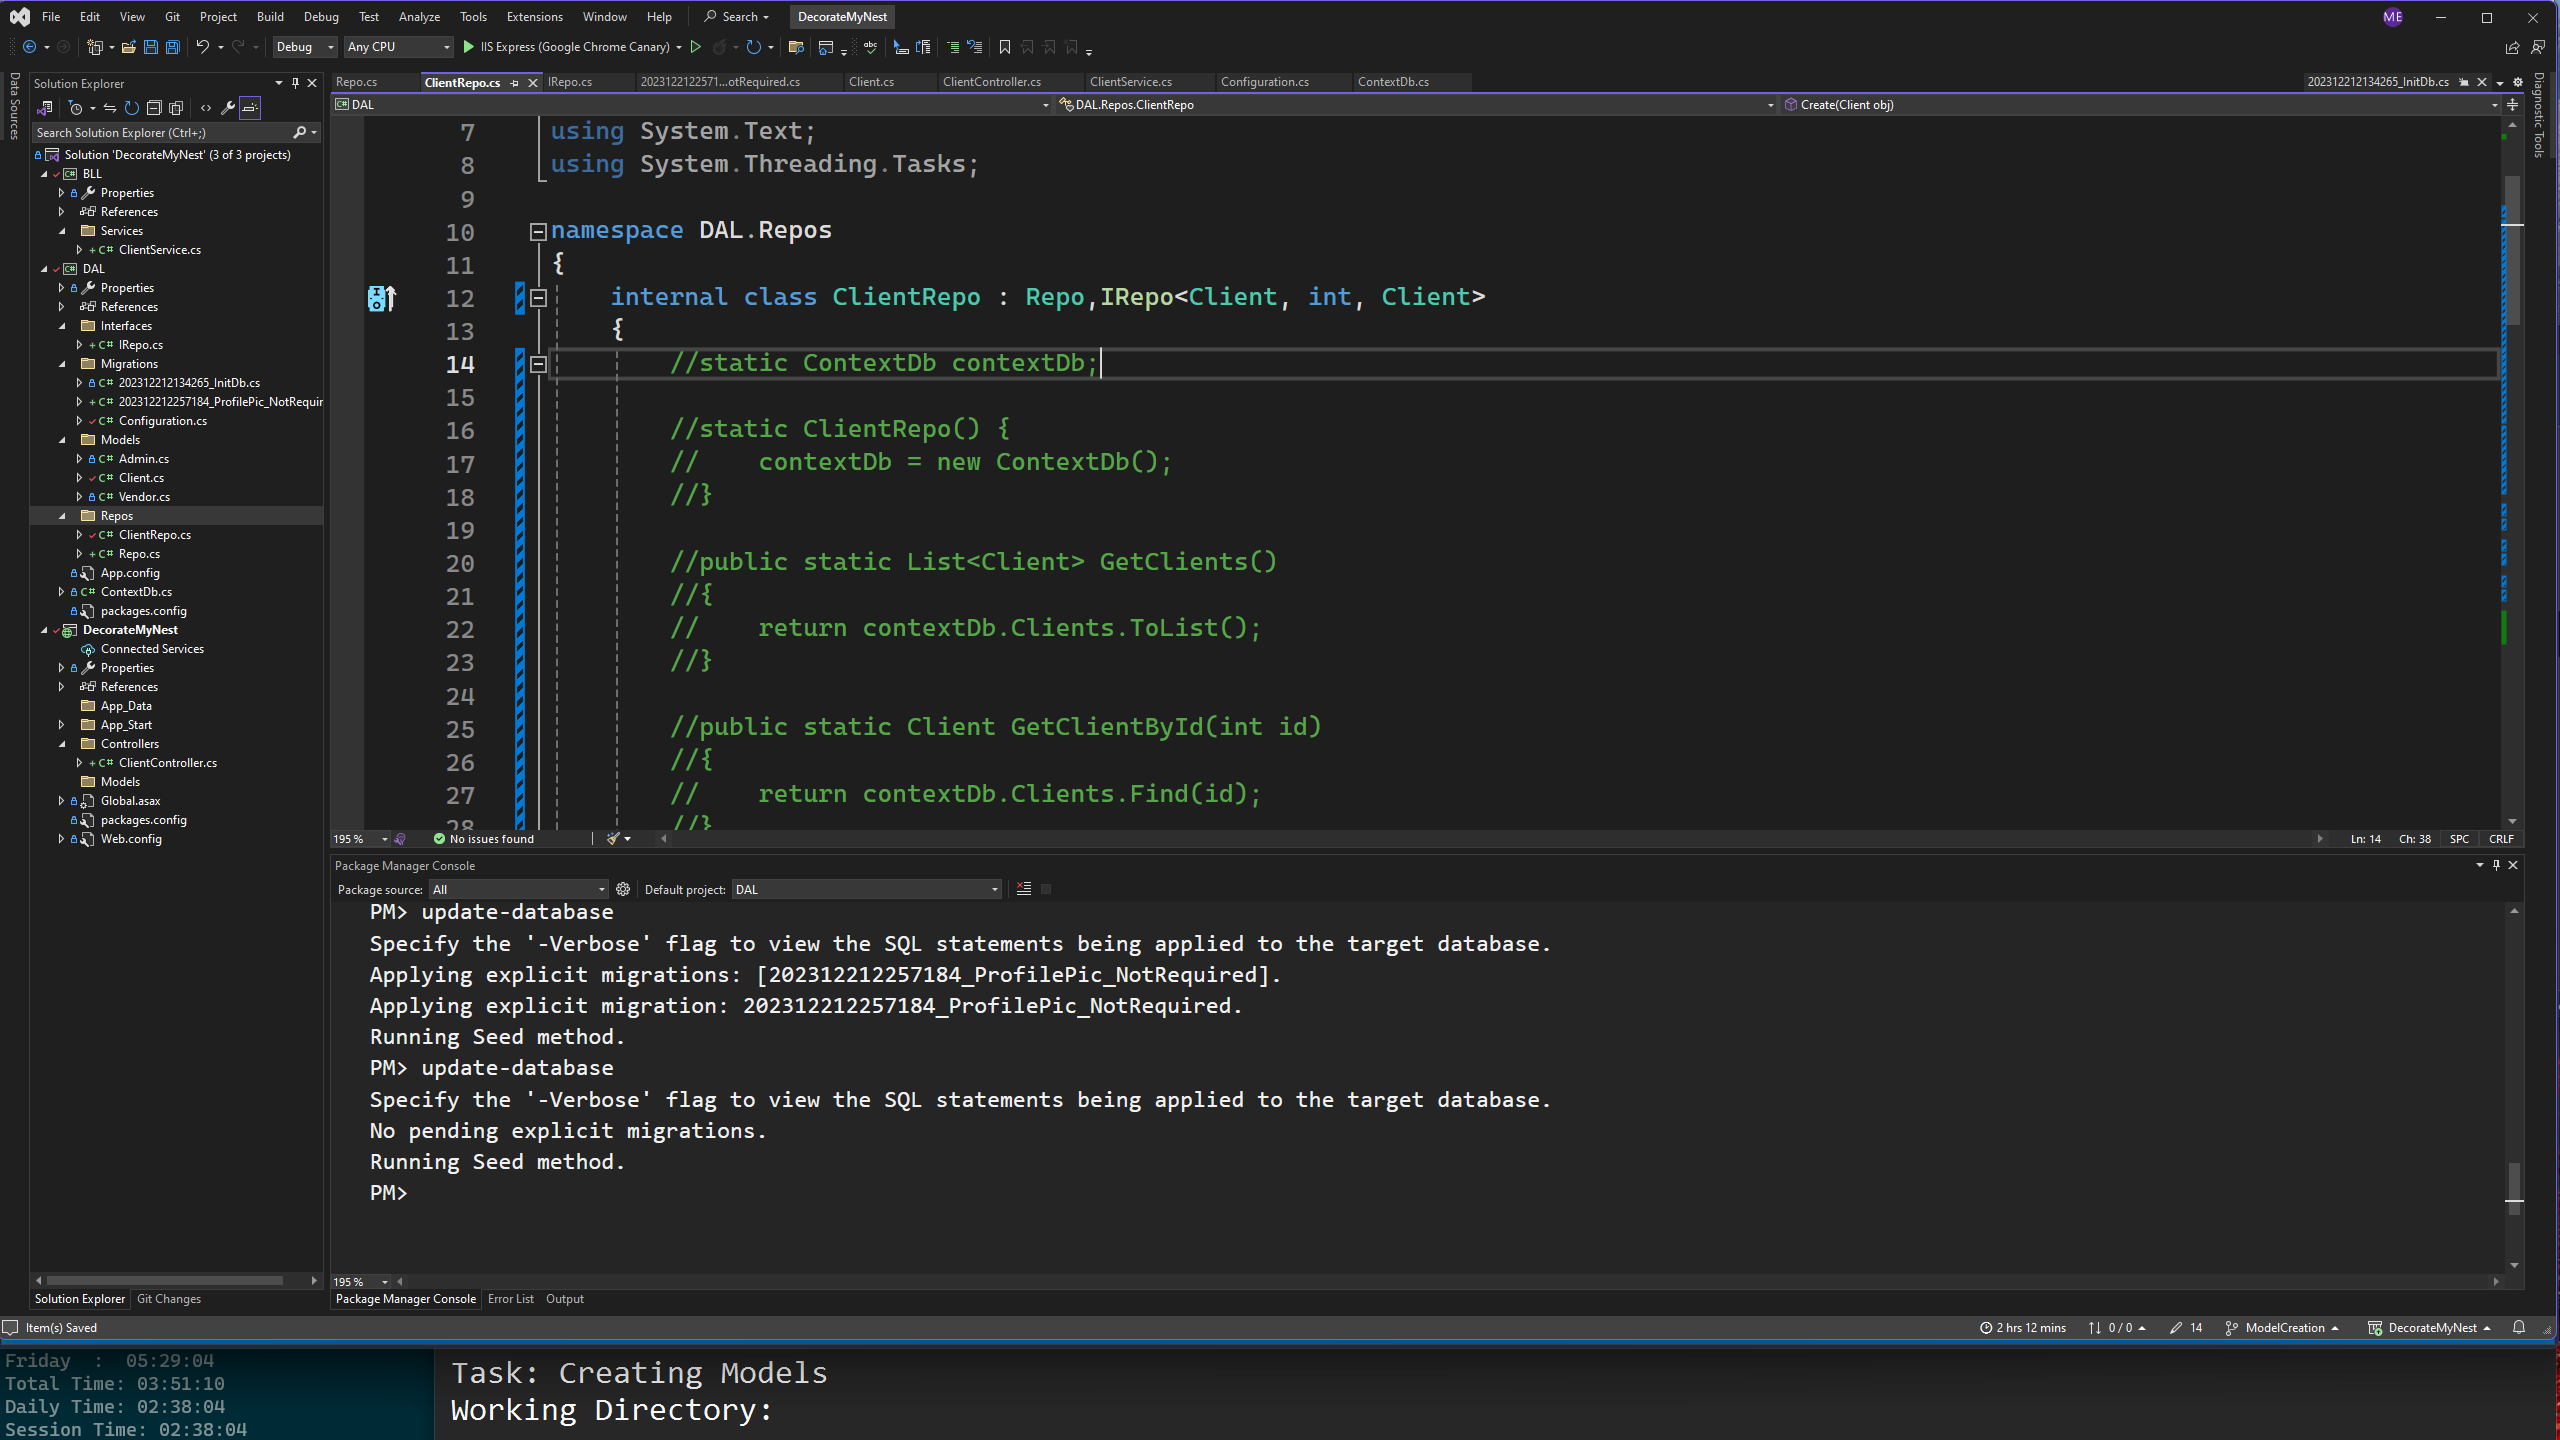 File Edit View Git Project Build Debug Test Analyze Tools Extensions Window Help Search DecorateMyNest ME
Debug Any CPU IIS Express (Google Chrome Canary)
Data Sources
Solution Explorer
Search Solution Explorer (Ctrl+;)
Solution 'DecorateMyNest' (3 of 3 projects)
BLL
Properties
References
Services
C# ClientService.cs
DAL
Properties
References
Interfaces
C# IRepo.cs
Migrations
C# 202312212134265_InitDb.cs
C# 202312212257184_ProfilePic_NotRequir
C# Configuration.cs
Models
C# Admin.cs
C# Client.cs
C# Vendor.cs
Repos
C# ClientRepo.cs
C# Repo.cs
App.config
C# ContextDb.cs
packages.config
DecorateMyNest
Connected Services
Properties
References
App_Data
App_Start
Controllers
C# ClientController.cs
Models
Global.asax
packages.config
Web.config
Solution Explorer Git Changes
Repo.cs ClientRepo.cs IRepo.cs 2023122122571...otRequired.cs Client.cs ClientController.cs ClientService.cs Configuration.cs ContextDb.cs 202312212134265_InitDb.cs
DAL DAL.Repos.ClientRepo Create(Client obj)
Diagnostic Tools
7 using System.Text;
8 using System.Threading.Tasks;
9
10 namespace DAL.Repos
11 {
12 internal class ClientRepo : Repo,IRepo<Client, int, Client>
13 {
14 //static ContextDb contextDb;
15
16 //static ClientRepo() {
17 // contextDb = new ContextDb();
18 //}
19
20 //public static List<Client> GetClients()
21 //{
22 // return contextDb.Clients.ToList();
23 //}
24
25 //public static Client GetClientById(int id)
26 //{
27 // return contextDb.Clients.Find(id);
28 //}
195 % No issues found Ln: 14 Ch: 38 SPC CRLF
Package Manager Console
Package source: All Default project: DAL
PM> update-database
Specify the '-Verbose' flag to view the SQL statements being applied to the target database.
Applying explicit migrations: [202312212257184_ProfilePic_NotRequired].
Applying explicit migration: 202312212257184_ProfilePic_NotRequired.
Running Seed method.
PM> update-database
Specify the '-Verbose' flag to view the SQL statements being applied to the target database.
No pending explicit migrations.
Running Seed method.
PM>
195 %
Package Manager Console Error List Output
Item(s) Saved 2 hrs 12 mins 0 / 0 14 ModelCreation DecorateMyNest
Friday : 05:29:04
Total Time: 03:51:10
Daily Time: 02:38:04
Session Time: 02:38:04
Task: Creating Models
Working Directory: